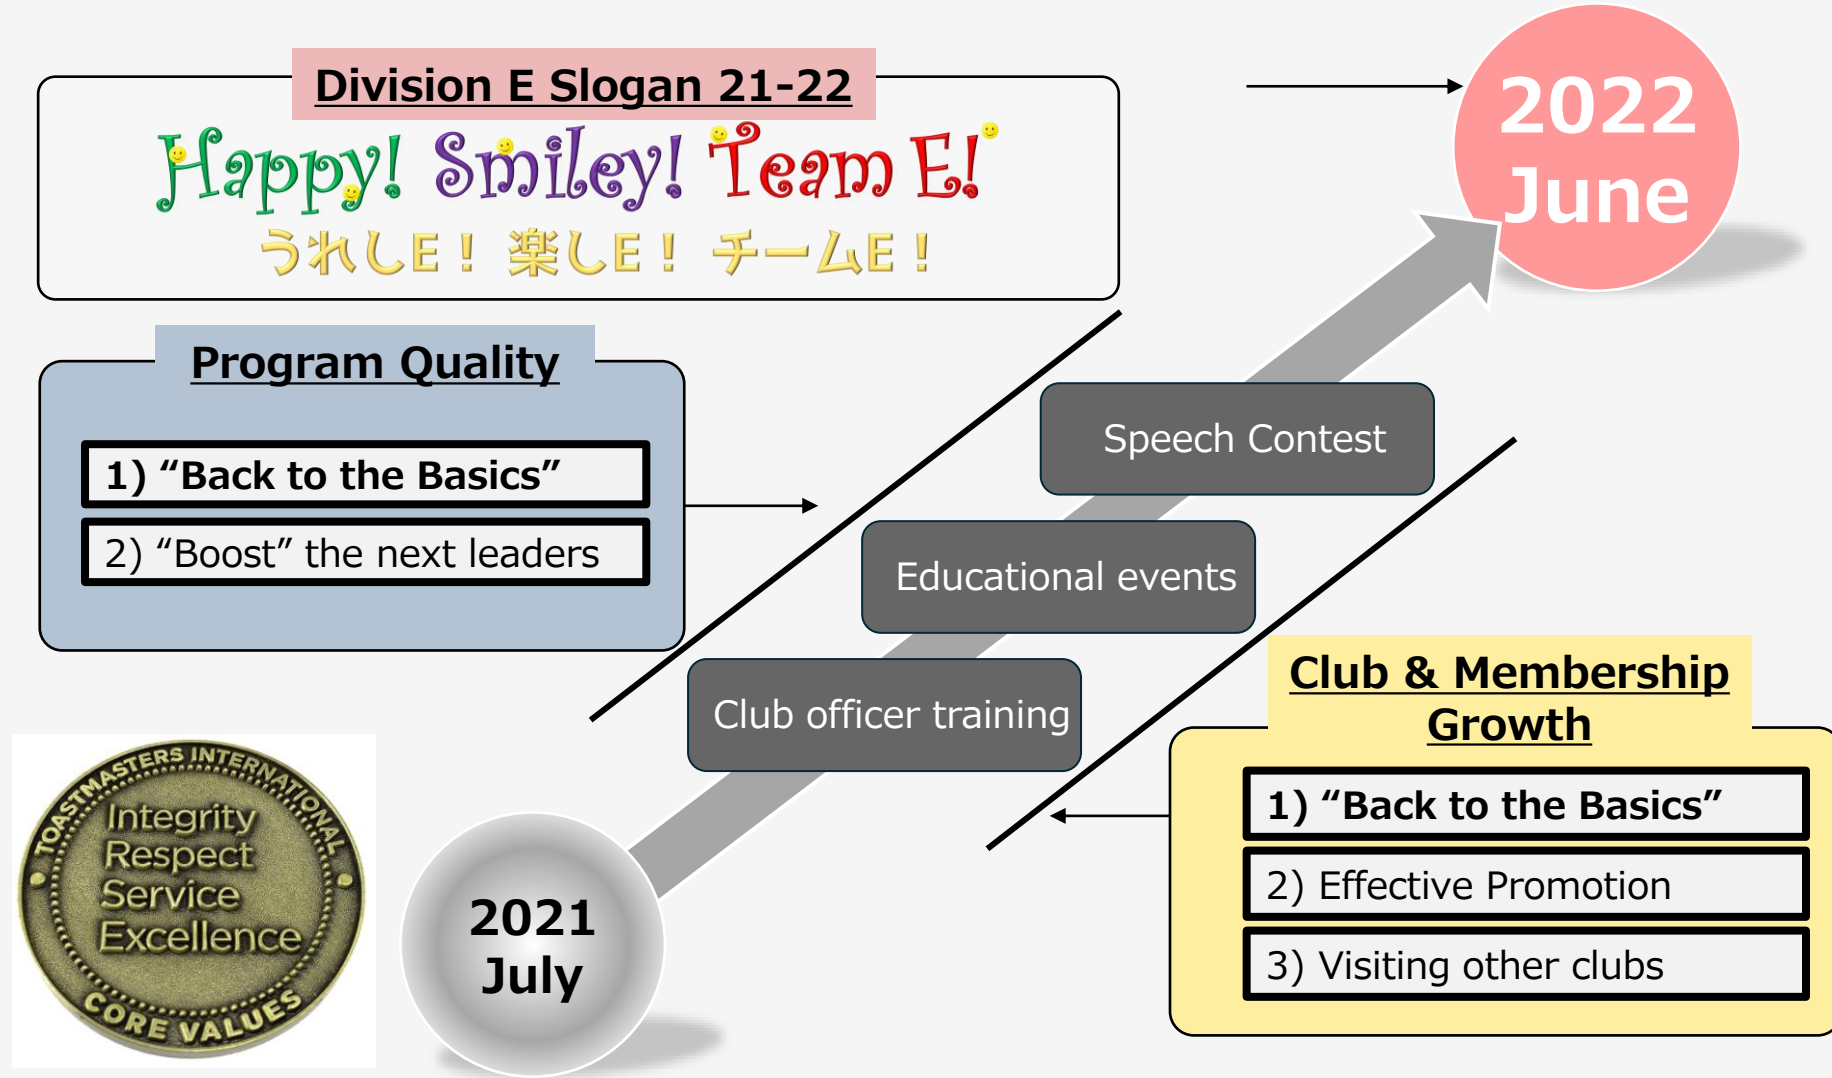 Division E Slogan 21-22
Happy! Smiley! Team E!
うれしE！ 楽しE！ チームE！
2022
June
Program Quality
1) “Back to the Basics”
2) “Boost” the next leaders
Speech Contest
Educational events
Club officer training
Club & Membership
Growth
1) “Back to the Basics”
2) Effective Promotion
3) Visiting other clubs
2021
July
TOASTMASTERS INTERNATIONAL
Integrity
Respect
Service
Excellence
CORE VALUES